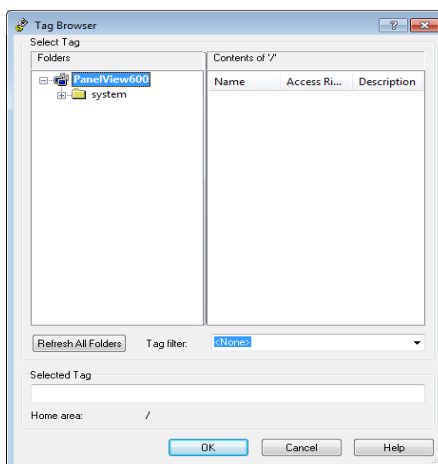 Tag Browser
Select Tag
Folders
Contents of '/'
PanelView600
system
Name Access Ri... Description
Refresh All Folders Tag filter: <None>
Selected Tag
Home area: /
OK Cancel Help